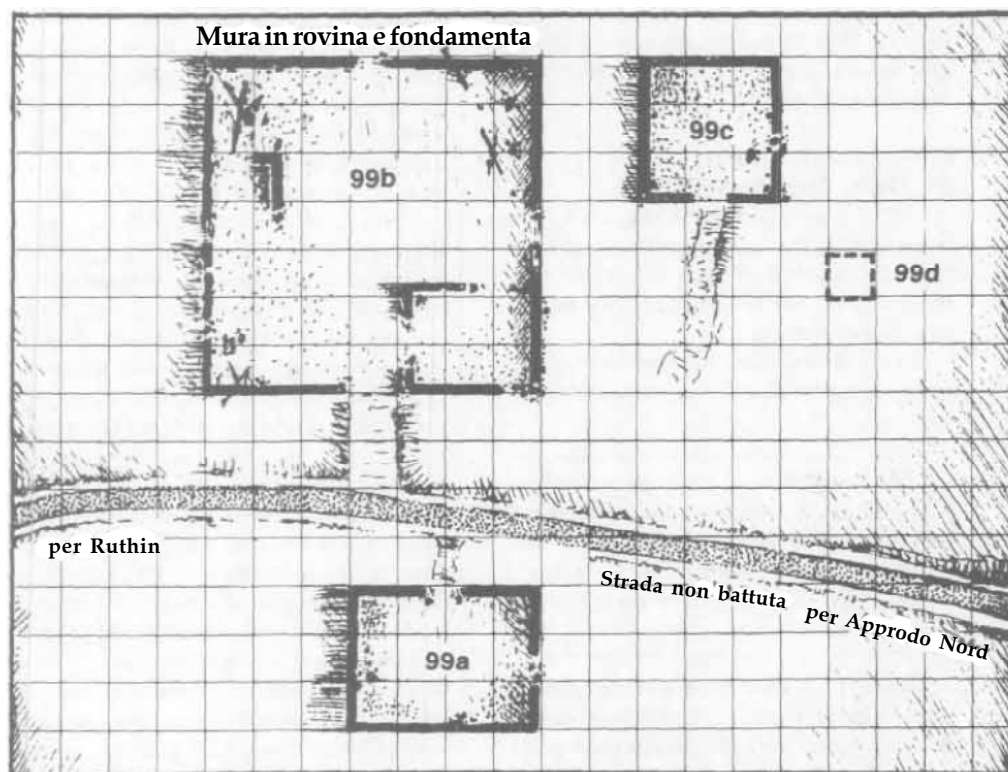 Mura in rovina e fondamenta
99c
99b
99d
b'
per Ruthin
Strada non battuta per Approdo Nord
99a